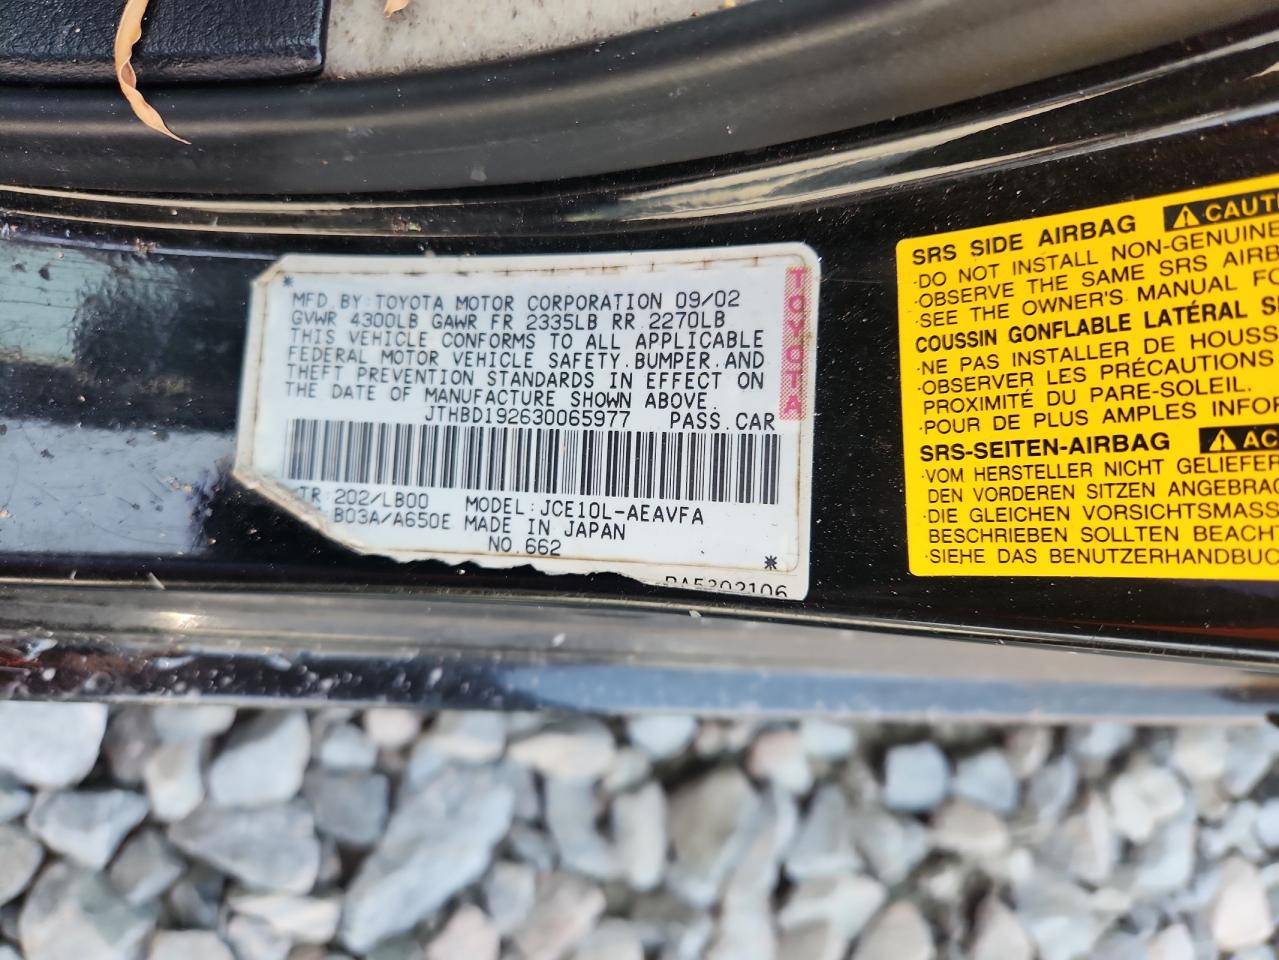 MFD. BY: TOYOTA MOTOR CORPORATION 09/02
GVWR 4300LB GAWR FR 2335LB RR 2270LB
THIS VEHICLE CONFORMS TO ALL APPLICABLE
FEDERAL MOTOR VEHICLE SAFETY, BUMPER, AND
THEFT PREVENTION STANDARDS IN EFFECT ON
THE DATE OF MANUFACTURE SHOWN ABOVE.
JTHBD192630065977 PASS. CAR
TR: 202/LB00 MODEL: JCE10L-AEAVFA
B03A/A650E MADE IN JAPAN
NO. 662
*
*
TOYOTA
SRS SIDE AIRBAG ⚠ CAUTI
·DO NOT INSTALL NON-GENUINE
·OBSERVE THE SAME SRS AIRB
·SEE THE OWNER'S MANUAL FO
COUSSIN GONFLABLE LATÉRAL S
·NE PAS INSTALLER DE HOUSS
·OBSERVER LES PRÉCAUTIONS
PROXIMITÉ DU PARE-SOLEIL.
·POUR DE PLUS AMPLES INFOR
SRS-SEITEN-AIRBAG ⚠ AC
·VOM HERSTELLER NICHT GELIEFER
DEN VORDEREN SITZEN ANGEBRAC
·DIE GLEICHEN VORSICHTSMASS
BESCHRIEBEN SOLLTEN BEACHT
·SIEHE DAS BENUTZERHANDBUC